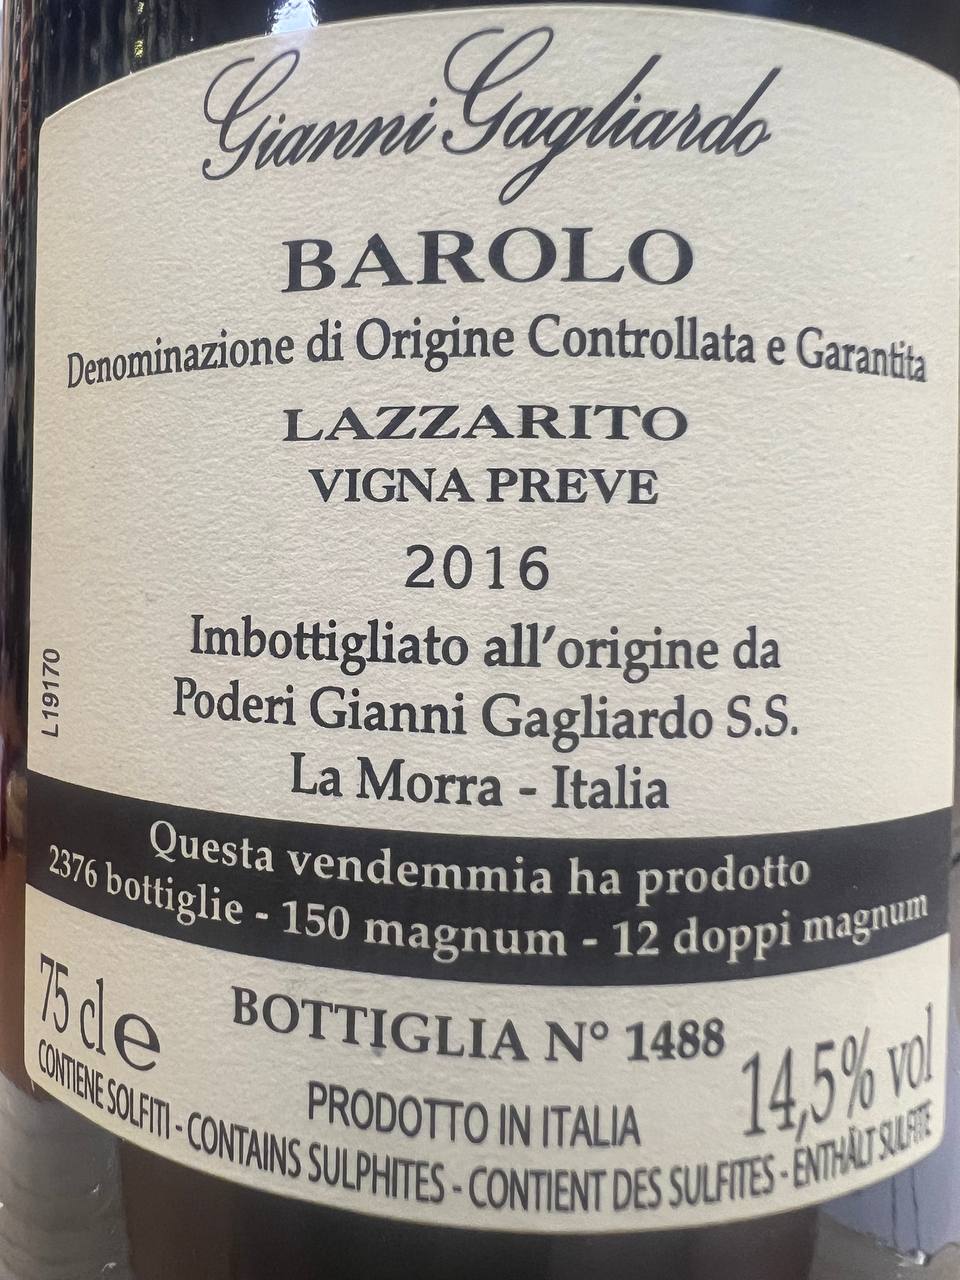 Gianni Gagliardo
BAROLO
Denominazione di Origine Controllata e Garantita
LAZZARITO
VIGNA PREVE
2016
Imbottigliato all'origine da
Poderi Gianni Gagliardo S.S.
La Morra - Italia
L19170
Questa vendemmia ha prodotto
2376 bottiglie - 150 magnum - 12 doppi magnum
75 cl e
BOTTIGLIA N° 1488
14,5% vol
PRODOTTO IN ITALIA
CONTIENE SOLFITI - CONTAINS SULPHITES - CONTIENT DES SULFITES - ENTHÄLT SULFITE